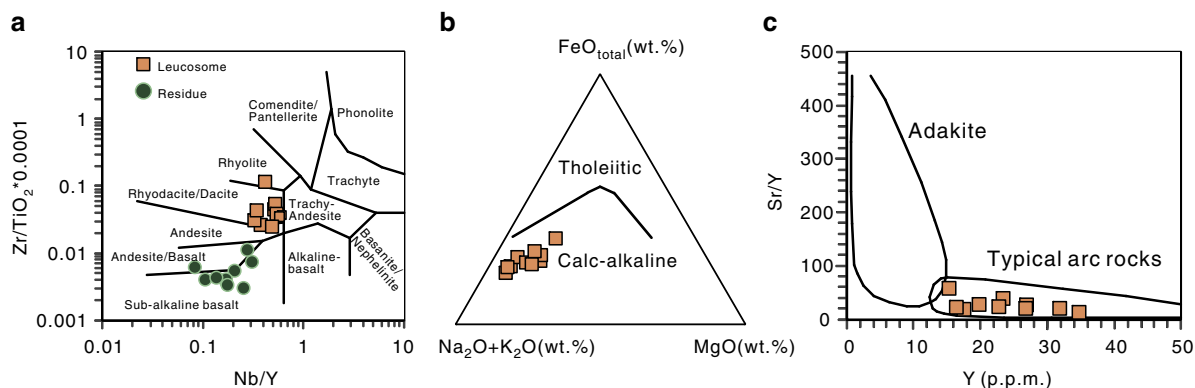 a
10
1
0.1
0.01
0.001
0.01
0.1
1
10
Zr/TiO2*0.0001
Nb/Y
Leucosome
Residue
Comendite/
Pantellerite
Phonolite
Rhyolite
Trachyte
Rhyodacite/Dacite
Trachy-
Andesite
Andesite
Andesite/Basalt
Alkaline-
basalt
Basanite/
Nephelinite
Sub-alkaline basalt
b
FeOtotal(wt.%)
Tholeiitic
Calc-alkaline
Na2O+K2O(wt.%)
MgO(wt.%)
c
500
400
300
200
100
0
0
10
20
30
40
50
Sr/Y
Y (p.p.m.)
Adakite
Typical arc rocks